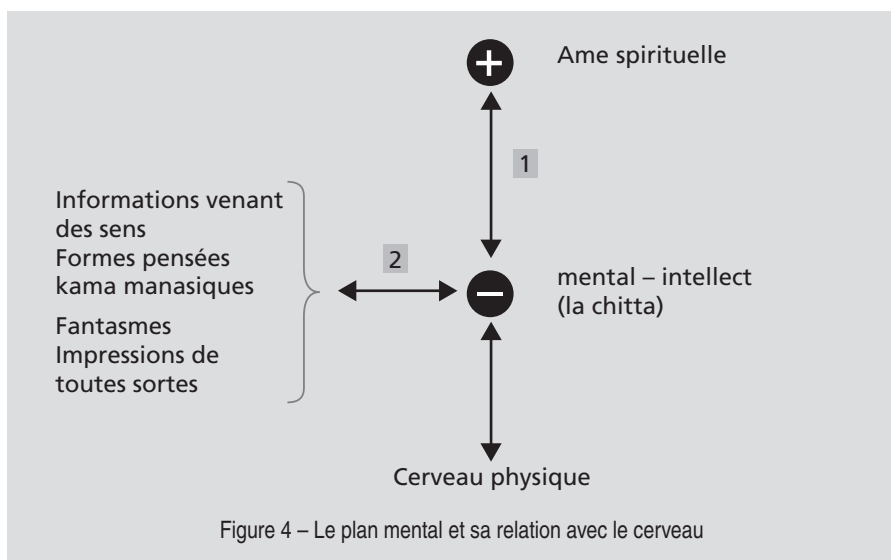 Ame spirituelle
1
Informations venant
des sens
Formes pensées
kama manasiques
Fantasmes
Impressions de
toutes sortes
2
mental – intellect
(la chitta)
Cerveau physique
Figure 4 – Le plan mental et sa relation avec le cerveau